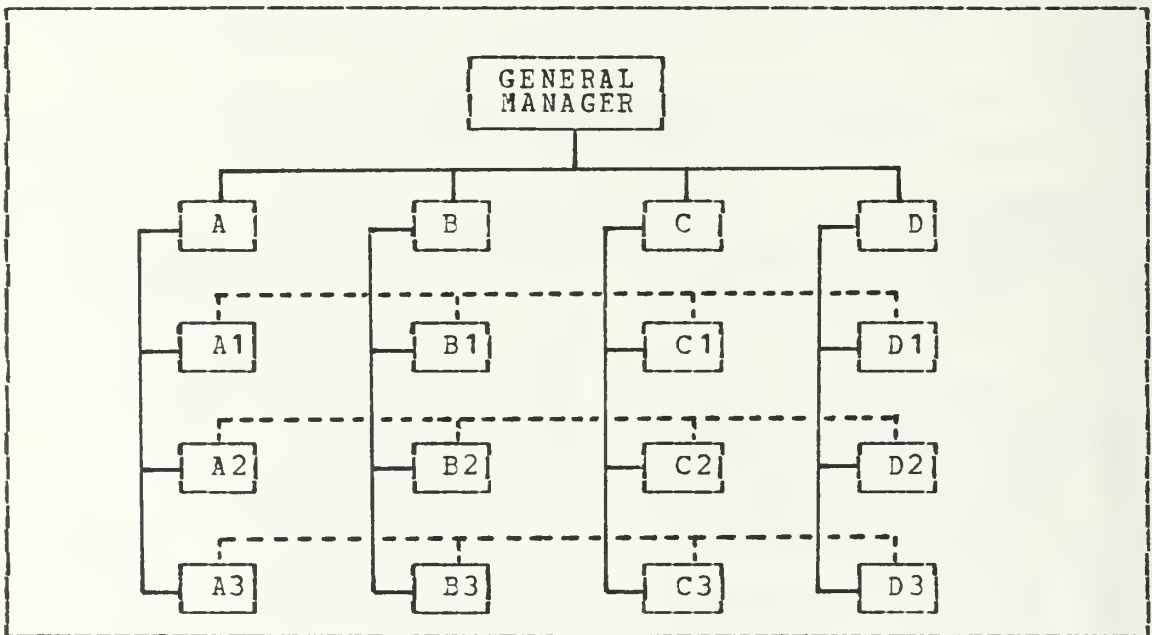 GENERAL
MANAGER
A B C D
A1 B1 C1 D1
A2 B2 C2 D2
A3 B3 C3 D3